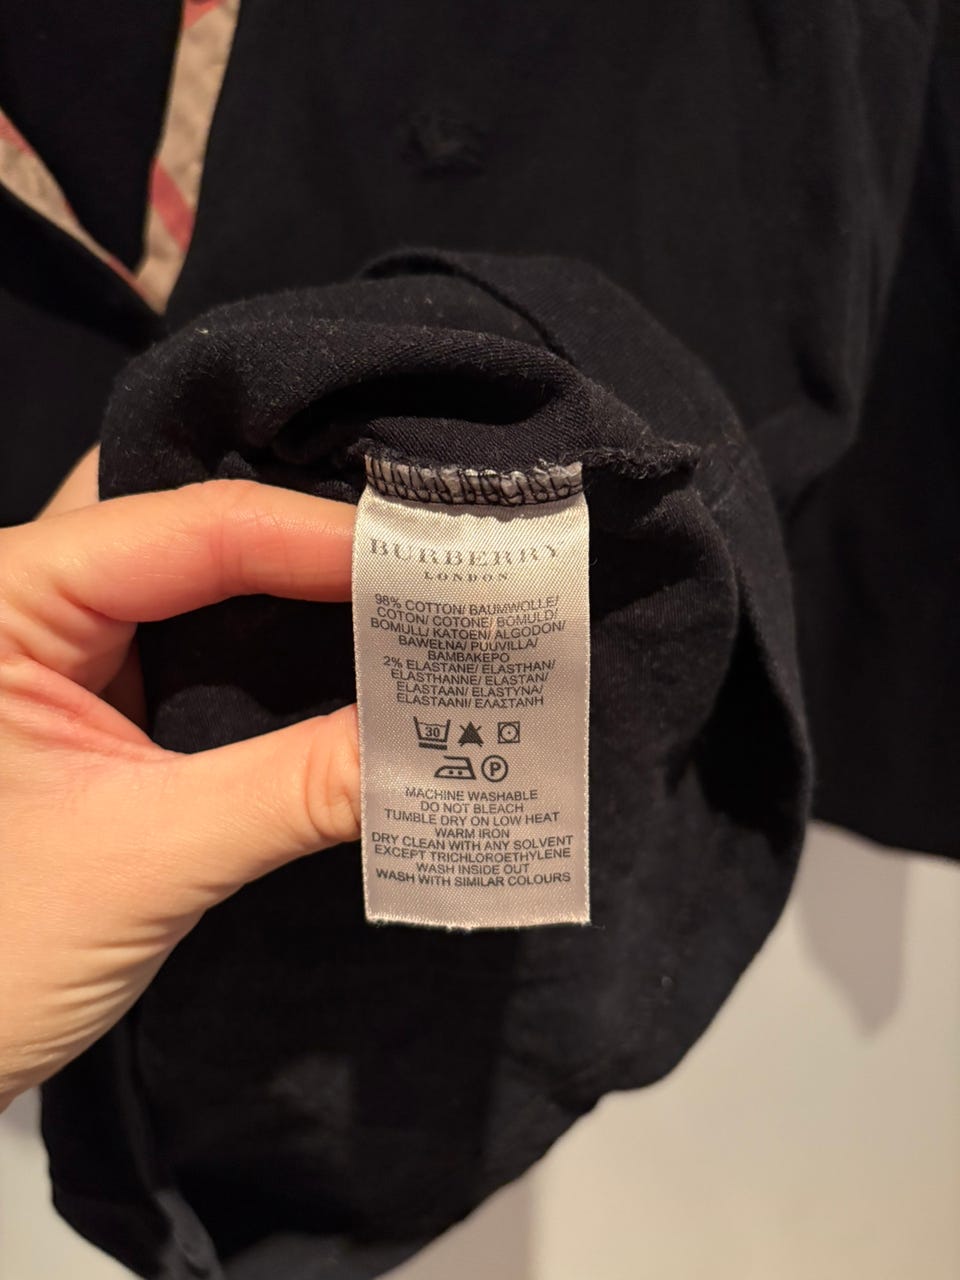 BURBERRY
LONDON
98% COTTON/ BAUMWOLLE/
COTON/ COTONE/ BOMULD/
BOMULL/ KATOEN/ ALGODON/
BAWEŁNA/ PUUVILLA/
ΒΑΜΒΑΚΕΡΟ
2% ELASTANE/ ELASTHAN/
ELASTHANNE/ ELASTAN/
ELASTAAN/ ELASTYNA/
ELASTAANI/ ΕΛΑΣΤΑΝΗ
30
P
MACHINE WASHABLE
DO NOT BLEACH
TUMBLE DRY ON LOW HEAT
WARM IRON
DRY CLEAN WITH ANY SOLVENT
EXCEPT TRICHLOROETHYLENE
WASH INSIDE OUT
WASH WITH SIMILAR COLOURS